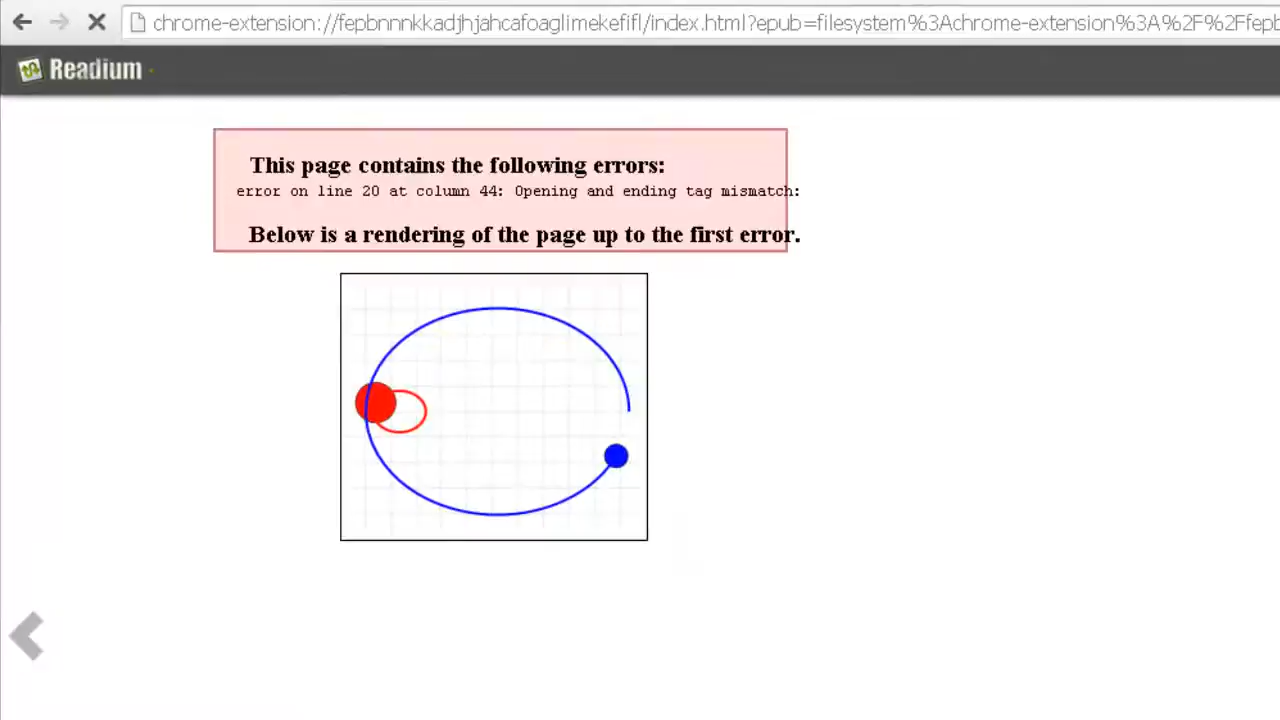 chrome-extension://fepbnnnkkadjhjahcafoaglimekefifl/index.html?epub=filesystem%3Achrome-extension%3A%2F%2Ffepb
Readium
This page contains the following errors:
error on line 20 at column 44: Opening and ending tag mismatch:
Below is a rendering of the page up to the first error.